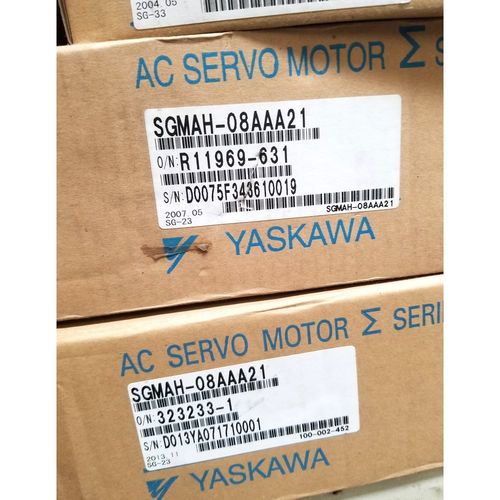 2004.05
SG-33
AC SERVO MOTOR Σ SER
SGMAH-08AAA21
O/N:R11969-631
S/N:D0075F343610019
2007.05
SG-23
SGMAH-08AAA21
YASKAWA
AC SERVO MOTOR Σ SERI
SGMAH-08AAA21
O/N:323233-1
S/N:D013YA071710001
2013.11
SG-23
100-002-452
YASKAWA